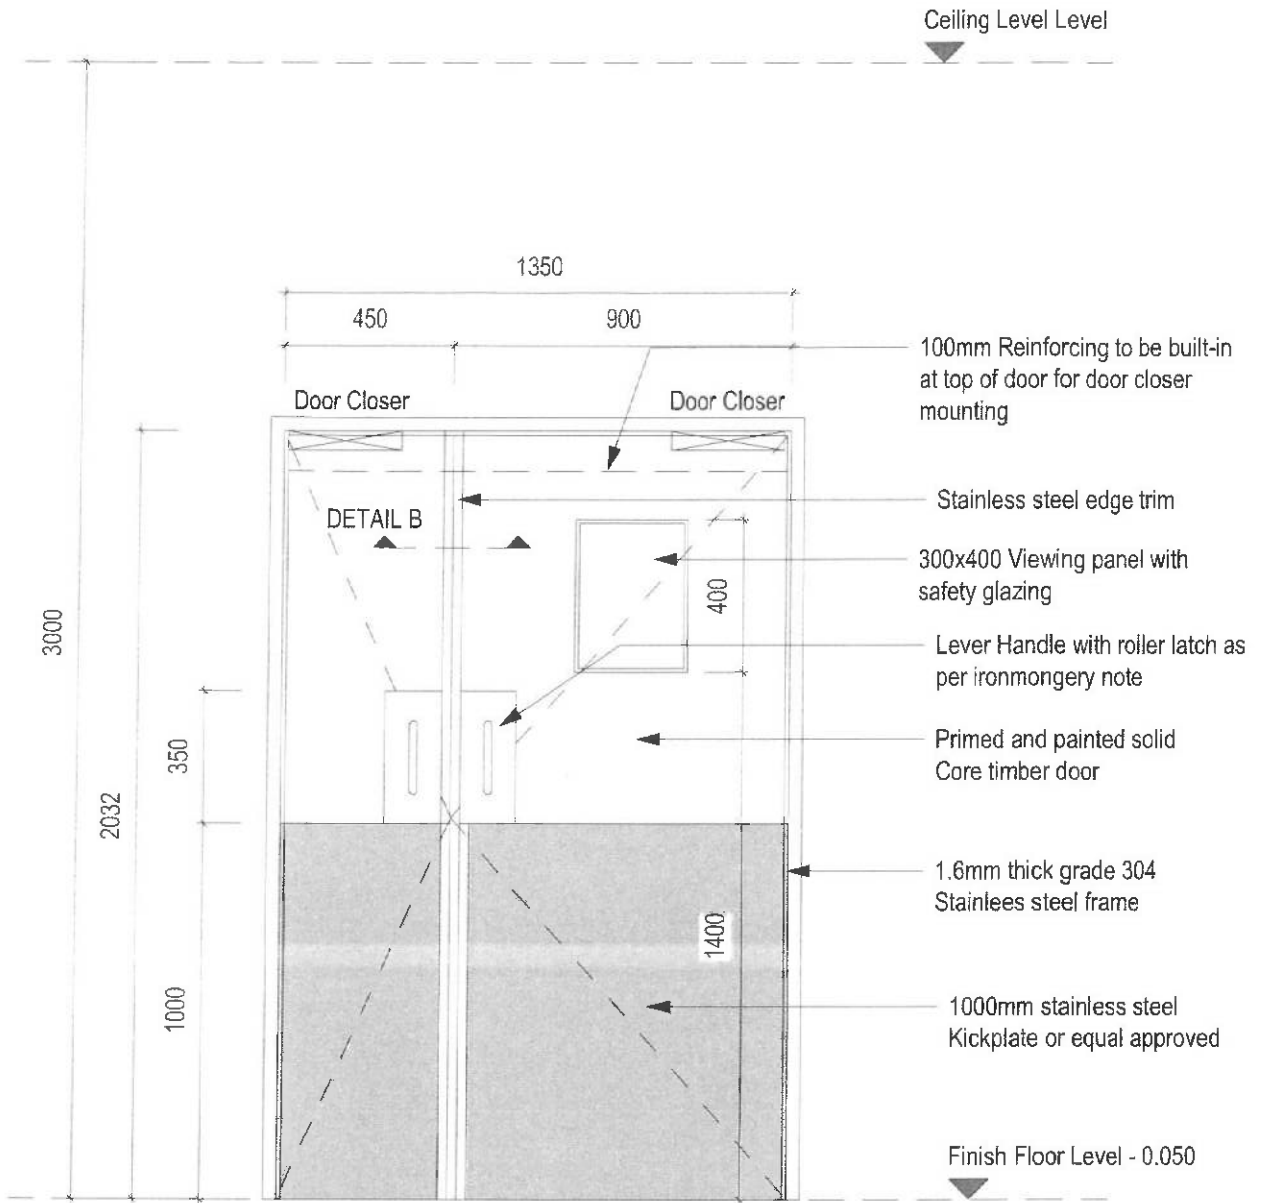 Ceiling Level Level
1350
450
900
100mm Reinforcing to be built-in
at top of door for door closer
mounting
Door Closer
Door Closer
Stainless steel edge trim
DETAIL B
300x400 Viewing panel with
safety glazing
400
3000
Lever Handle with roller latch as
per ironmongery note
350
Primed and painted solid
Core timber door
2032
1.6mm thick grade 304
Stainlees steel frame
1400
1000
1000mm stainless steel
Kickplate or equal approved
Finish Floor Level - 0.050